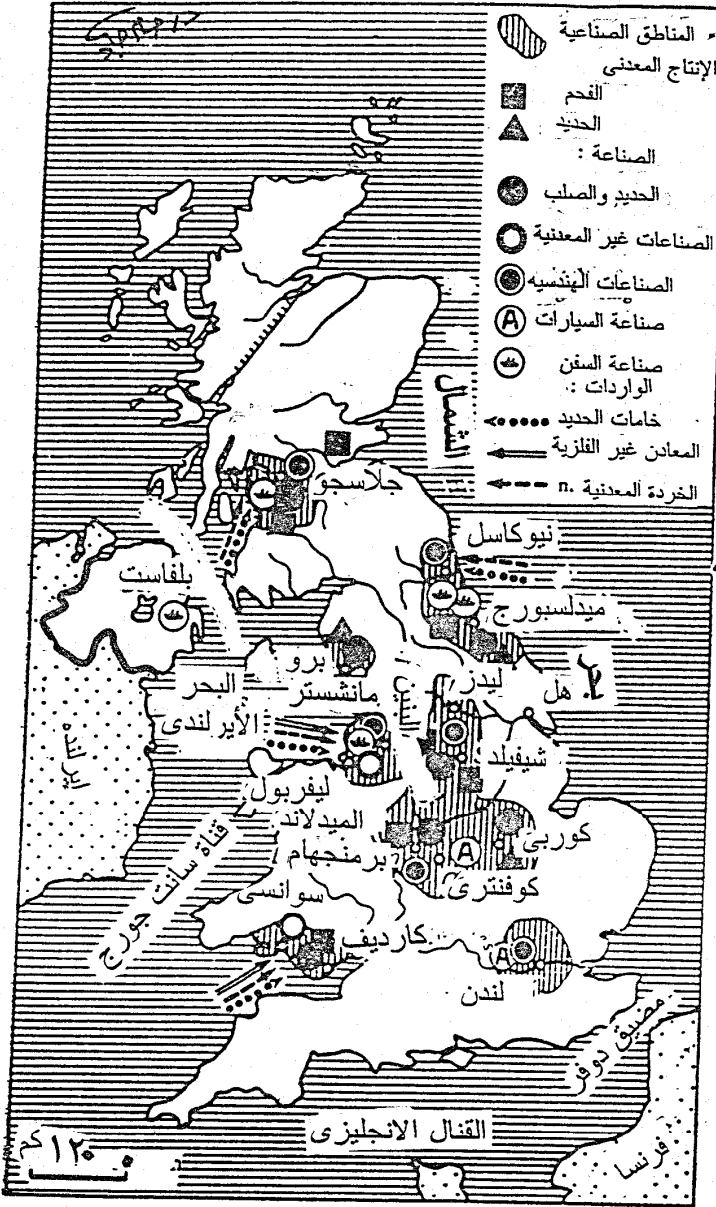 المناطق الصناعية
الإنتاج المعدنى
الفحم
الحديد
الصناعة :
الحديد والصلب
الصناعات غير المعدنية
الصناعات الهندسيه
A صناعة السيارات
صناعة السفن
الواردات :
خامات الحديد
المعادن غير الفلزية
الخردة المعدنية n.
الشمال
جلاسجو
نيوكاسل
بلفاست
ميدلسبورج
برو
ليدز
هل
مانشستر
البحر
الأيرلندى
شيفيلد
ايرلنده
ليفربول
الميدلاند
كوربى
برمنجهام
A
كوفنترى
قناة سانت جورج
سوانسى
كارديف
A
لندن
مضيق دوفر
القنال الانجليزى
فرنسا
١٢٠ كم